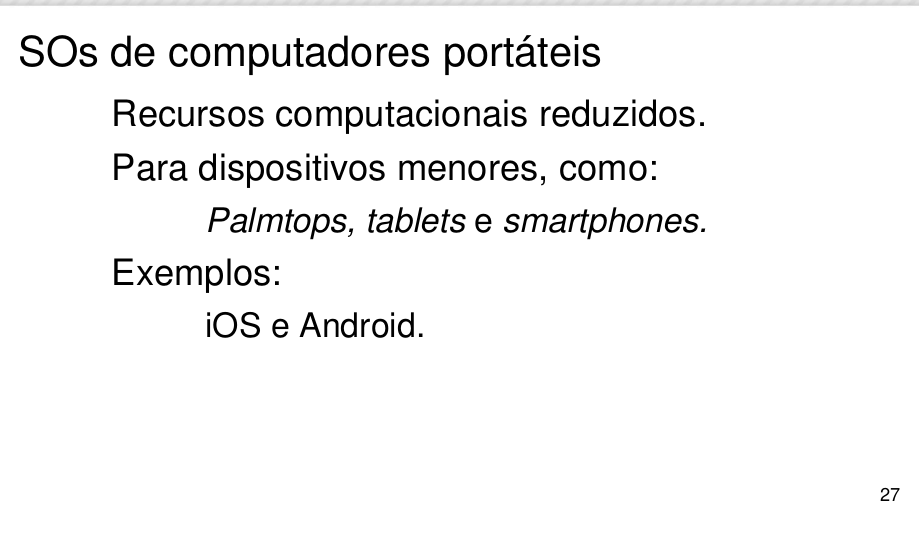 SOs de computadores portáteis
Recursos computacionais reduzidos.
Para dispositivos menores, como:
Palmtops, tablets e smartphones.
Exemplos:
iOS e Android.
27